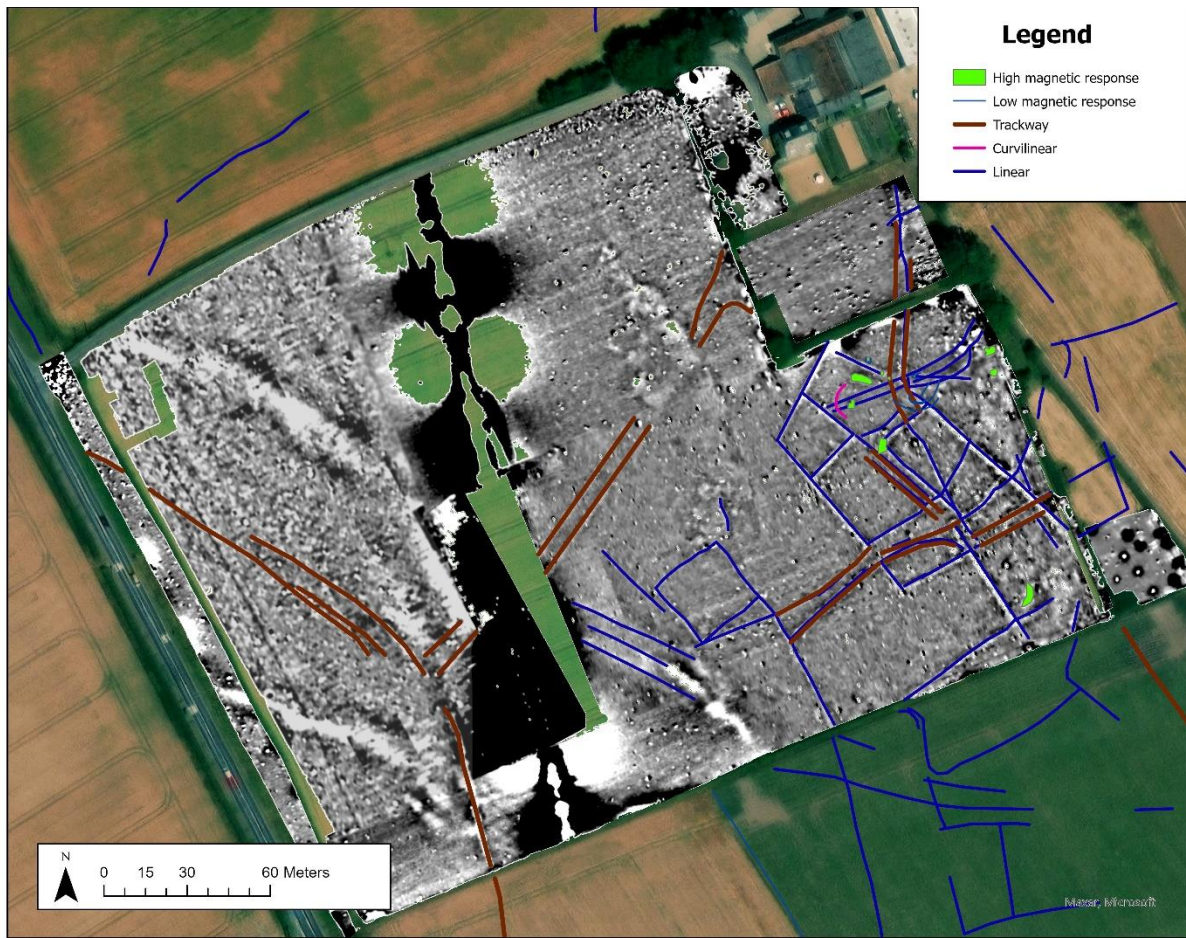 Legend
High magnetic response
Low magnetic response
Trackway
Curvilinear
Linear
N
0 15 30 60 Meters
Maxar, Microsoft